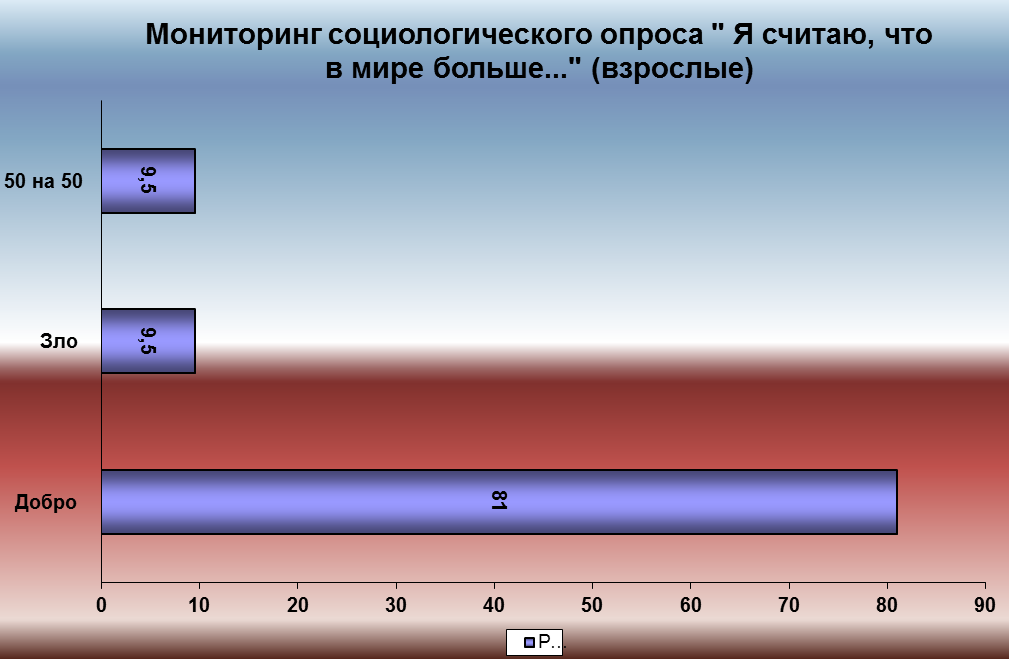 Мониторинг социологического опроса " Я считаю, что
в мире больше..." (взрослые)
50 на 50
9,5
Зло
9,5
Добро
81
0 10 20 30 40 50 60 70 80 90
Р...